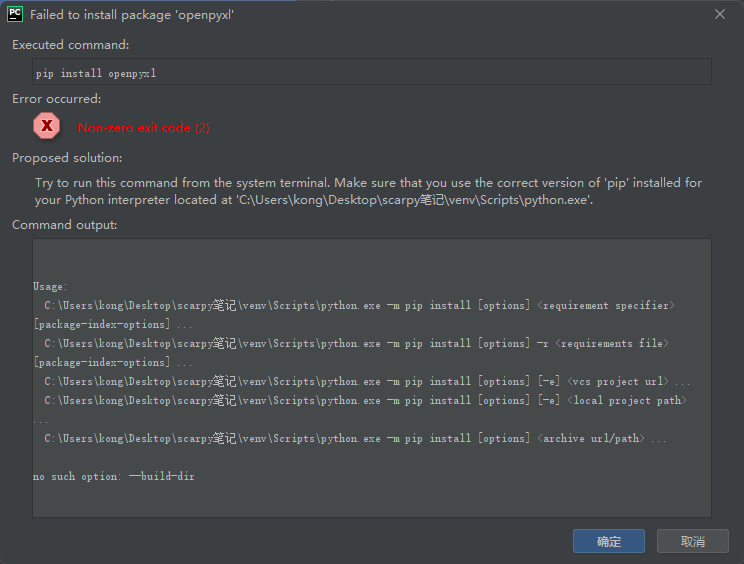 PC
Failed to install package 'openpyxl'
Executed command:
pip install openpyxl
Error occurred:
Non-zero exit code (2)
Proposed solution:
Try to run this command from the system terminal. Make sure that you use the correct version of 'pip' installed for
your Python interpreter located at 'C:\Users\kong\Desktop\scarpy笔记\venv\Scripts\python.exe'.
Command output:
Usage:
C:\Users\kong\Desktop\scarpy笔记\venv\Scripts\python.exe -m pip install [options] <requirement specifier>
[package-index-options] ...
C:\Users\kong\Desktop\scarpy笔记\venv\Scripts\python.exe -m pip install [options] -r <requirements file>
[package-index-options] ...
C:\Users\kong\Desktop\scarpy笔记\venv\Scripts\python.exe -m pip install [options] [-e] <vcs project url> ...
C:\Users\kong\Desktop\scarpy笔记\venv\Scripts\python.exe -m pip install [options] [-e] <local project path>
...
C:\Users\kong\Desktop\scarpy笔记\venv\Scripts\python.exe -m pip install [options] <archive url/path> ...
no such option: --build-dir
确定
取消